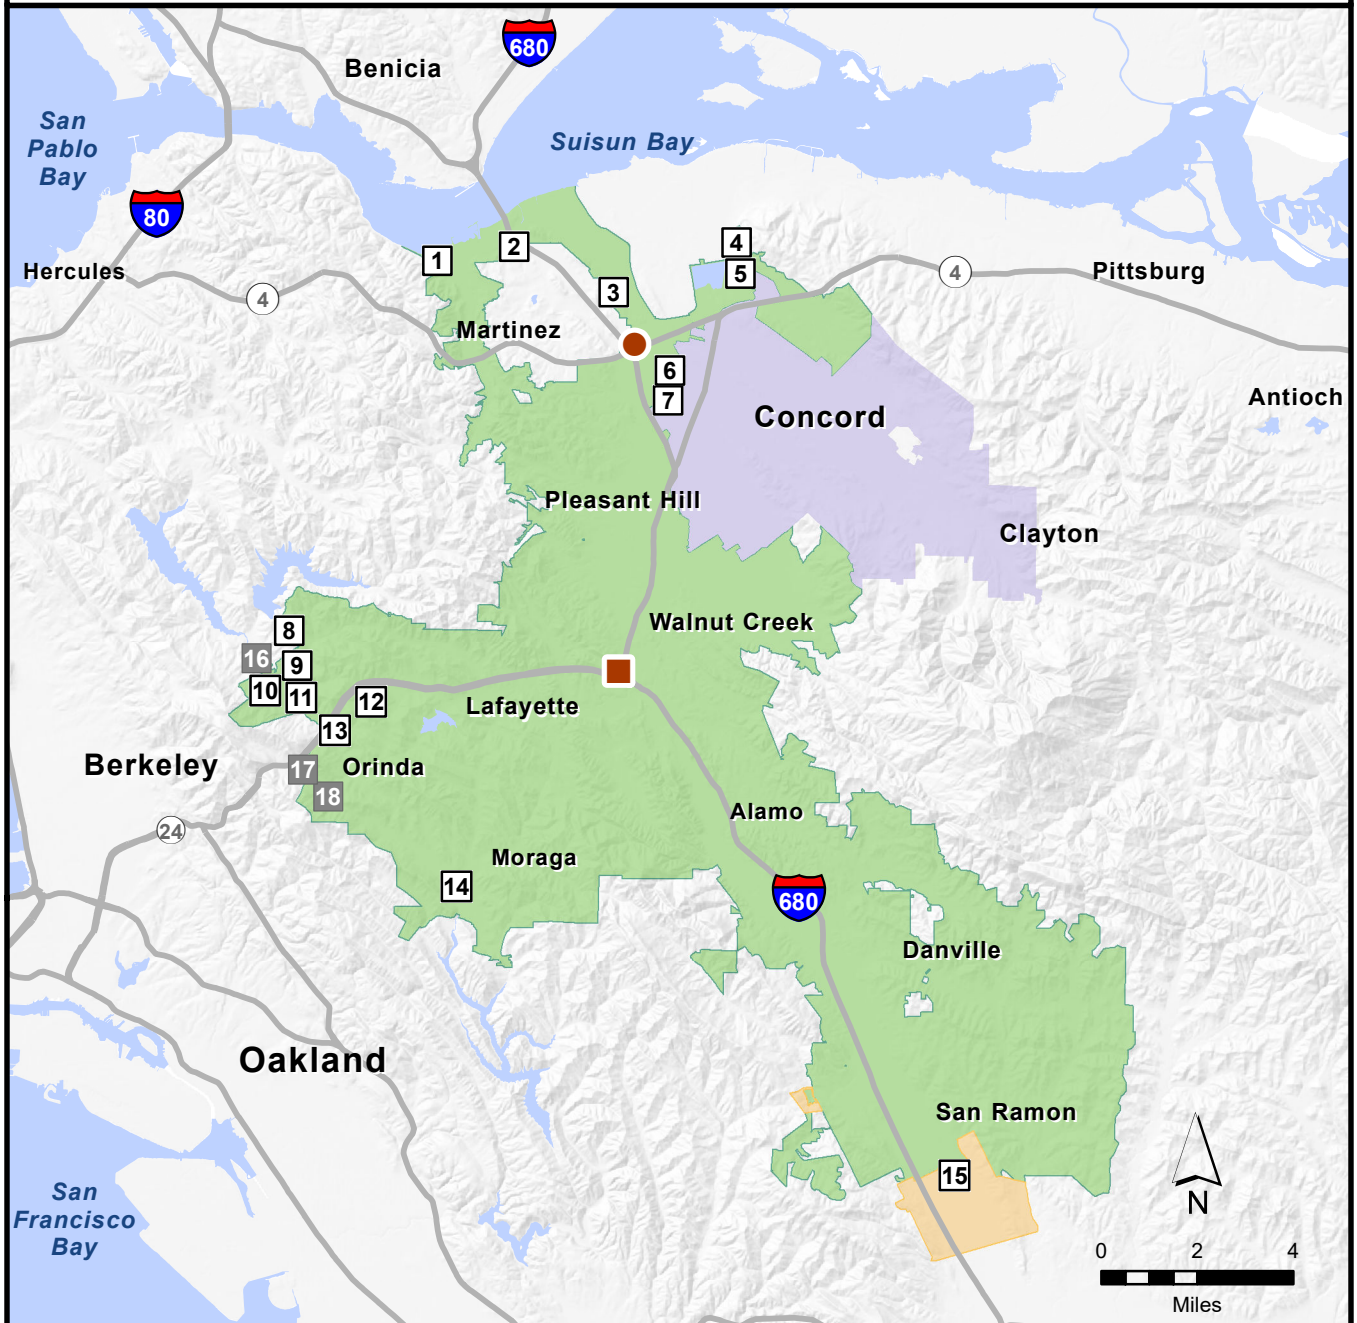 680
Benicia
San
Pablo
Bay
Suisun Bay
80
Hercules
4
1
2
3
4
5
4
Pittsburg
Martinez
6
7
Concord
Antioch
Pleasant Hill
Clayton
8
16
9
10
11
12
13
Walnut Creek
Lafayette
Berkeley
17
Orinda
18
24
Alamo
Moraga
14
680
Danville
Oakland
San Ramon
15
San
Francisco
Bay
N
0 2 4
Miles